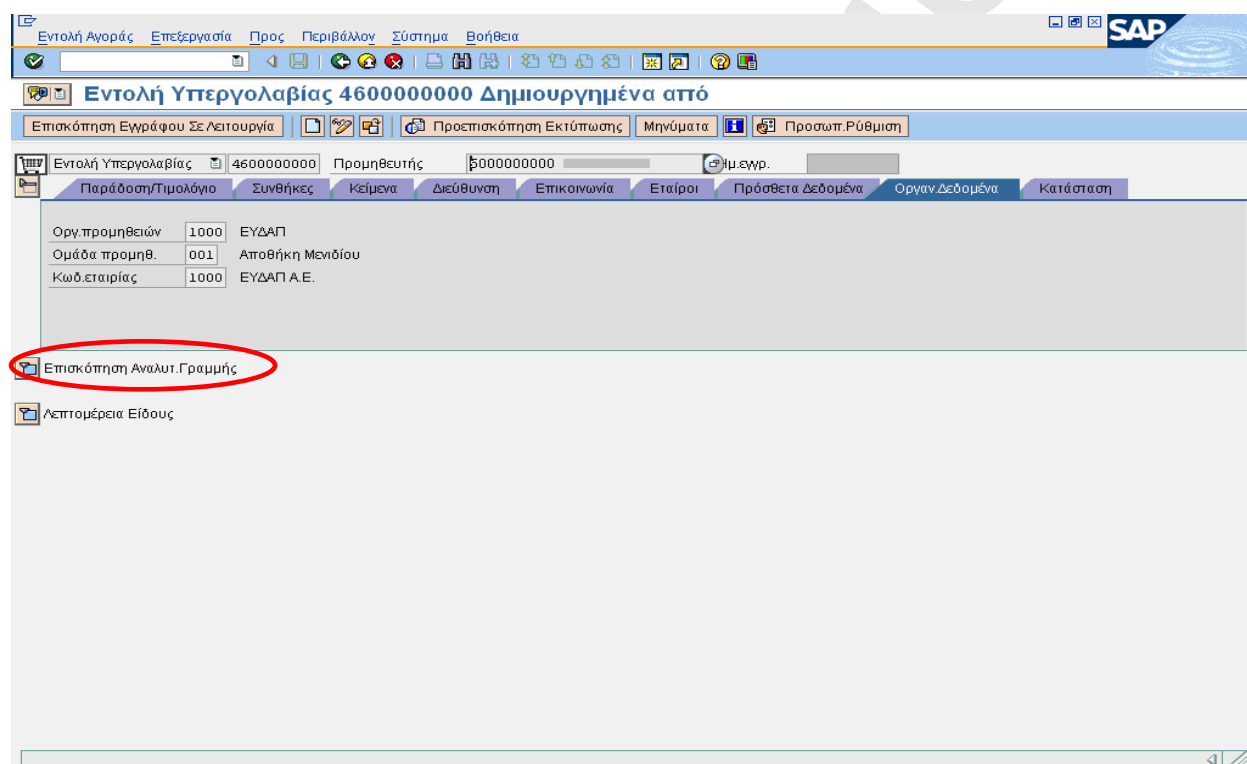 Εντολή Αγοράς Επεξεργασία Προς Περιβάλλον Σύστημα Βοήθεια
SAP
Εντολή Υπεργολαβίας 4600000000 Δημιουργημένα από
Επισκόπηση Εγγράφου Σε Λειτουργία Προεπισκόπηση Εκτύπωσης Μηνύματα Προσωπ.Ρύθμιση
Εντολή Υπεργολαβίας 4600000000 Προμηθευτής 5000000000 Ημ.εγγρ.
Παράδοση/Τιμολόγιο Συνθήκες Κείμενα Διεύθυνση Επικοινωνία Εταίροι Πρόσθετα Δεδομένα Οργαν.Δεδομένα Κατάσταση
Οργ.προμηθειών 1000 ΕΥΔΑΠ
Ομάδα προμηθ. 001 Αποθήκη Μενιδίου
Κωδ.εταιρίας 1000 ΕΥΔΑΠ Α.Ε.
Επισκόπηση Αναλυτ.Γραμμής
Λεπτομέρεια Είδους